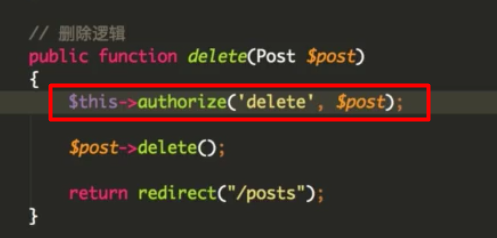 // 删除逻辑
public function delete(Post $post)
{
$this->authorize('delete', $post);
$post->delete();
return redirect("/posts");
}